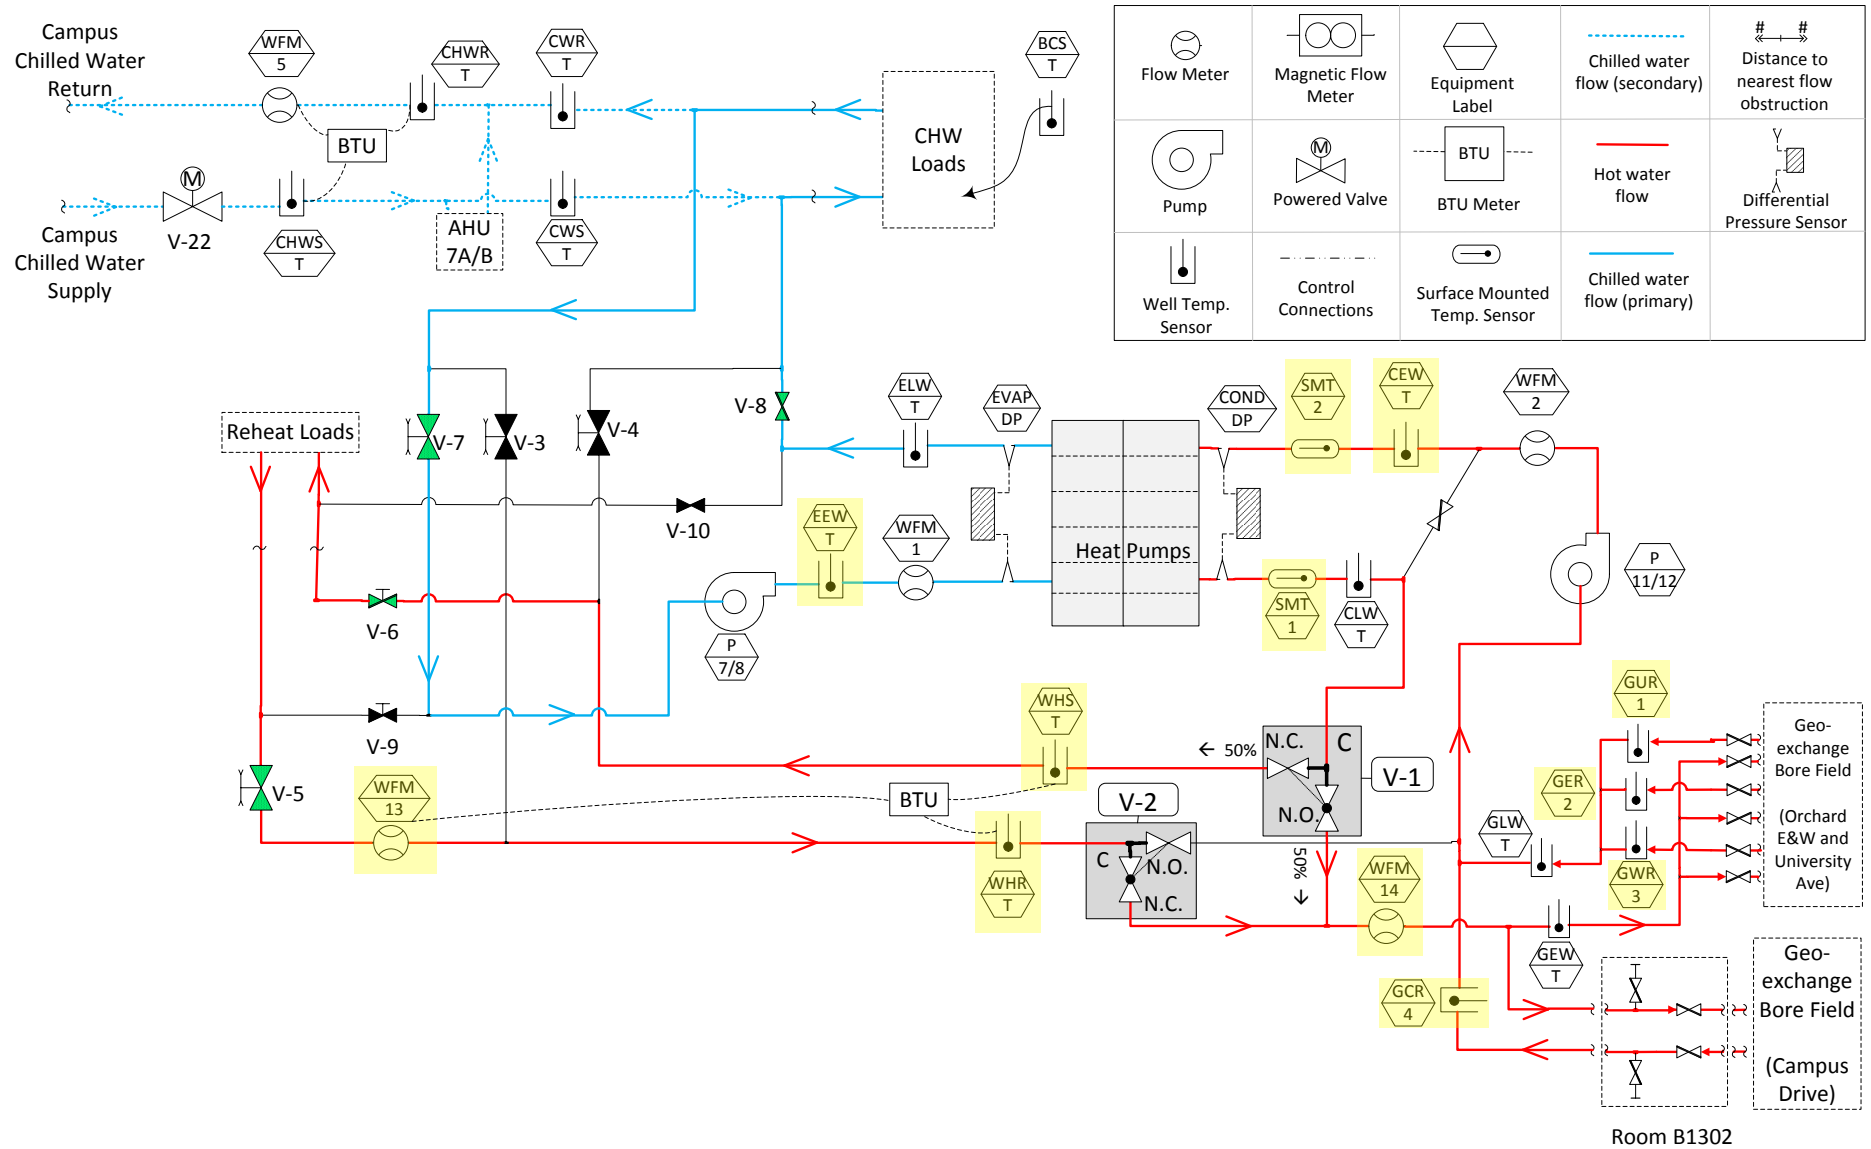 Campus
Chilled Water
Return
WFM
5
CHWR
T
CWR
T
BCS
T
BTU
CHW
Loads
M
V-22
Campus
Chilled Water
Supply
CHWS
T
AHU
7A/B
CWS
T
Flow Meter
Magnetic Flow
Meter
Equipment
Label
Chilled water
flow (secondary)
# #
Distance to
nearest flow
obstruction
Pump
M
Powered Valve
BTU
BTU Meter
Hot water
flow
Differential
Pressure Sensor
Well Temp.
Sensor
Control
Connections
Surface Mounted
Temp. Sensor
Chilled water
flow (primary)
Reheat Loads
V-7
V-3
V-4
V-8
ELW
T
EVAP
DP
COND
DP
SMT
2
CEW
T
WFM
2
V-10
EEW
T
WFM
1
Heat Pumps
SMT
1
CLW
T
P
11/12
V-6
P
7/8
V-9
V-5
WFM
13
WHS
T
BTU
WHR
T
← 50%
N.C.
C
V-1
N.O.
V-2
C
N.O.
N.C.
50% →
WFM
14
GUR
1
GER
2
GLW
T
GWR
3
GEW
T
GCR
4
Geo-
exchange
Bore Field
(Orchard
E&W and
University
Ave)
Geo-
exchange
Bore Field
(Campus
Drive)
Room B1302